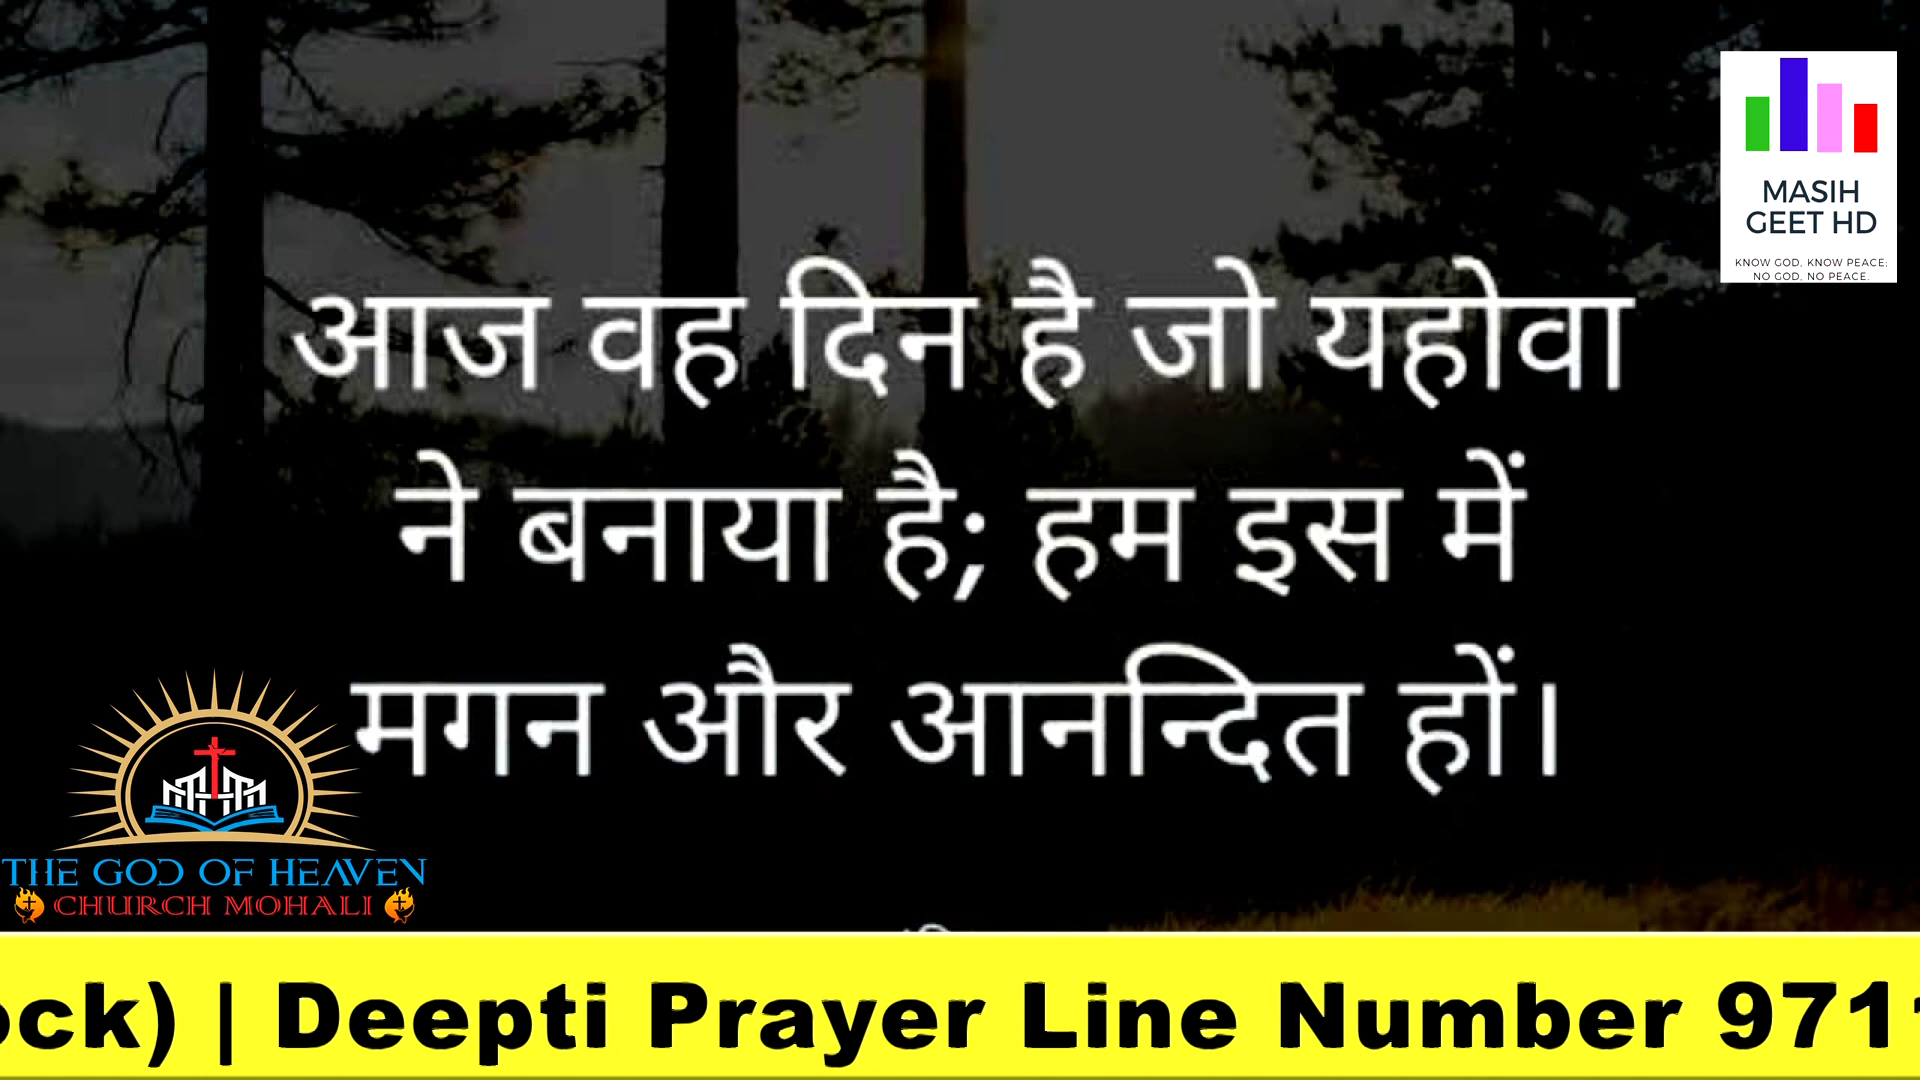 MASIH
GEET HD
KNOW GOD, KNOW PEACE;
NO GOD, NO PEACE.
आज वह दिन है जो यहोवा
ने बनाया है; हम इस में
मगन और आनन्दित हों।
THE GOD OF HEAVEN
CHURCH MOHALI
ock) | Deepti Prayer Line Number 971